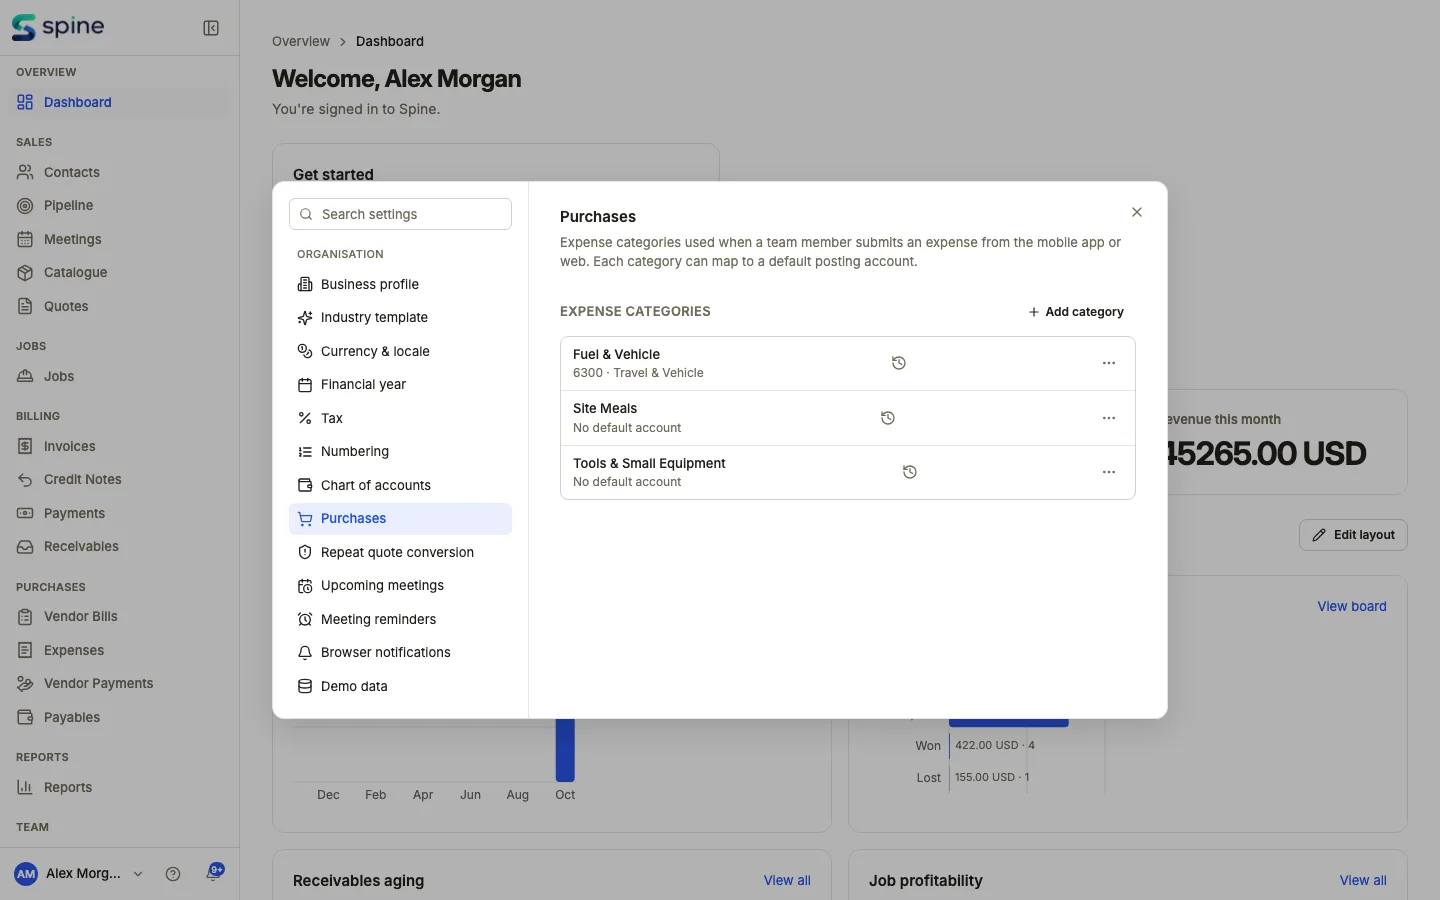 spine
OVERVIEW
Dashboard
SALES
Contacts
Pipeline
Meetings
Catalogue
Quotes
JOBS
Jobs
BILLING
Invoices
Credit Notes
Payments
Receivables
PURCHASES
Vendor Bills
Expenses
Vendor Payments
Payables
REPORTS
Reports
TEAM
AM Alex Morg...
9+
Overview > Dashboard
Welcome, Alex Morgan
You're signed in to Spine.
Get started
Search settings
ORGANISATION
Business profile
Industry template
Currency & locale
Financial year
Tax
Numbering
Chart of accounts
Purchases
Repeat quote conversion
Upcoming meetings
Meeting reminders
Browser notifications
Demo data
Purchases
Expense categories used when a team member submits an expense from the mobile app or
web. Each category can map to a default posting account.
EXPENSE CATEGORIES
Add category
Fuel & Vehicle
6300 · Travel & Vehicle
Site Meals
No default account
Tools & Small Equipment
No default account
evenue this month
45265.00 USD
Edit layout
View board
Won 422.00 USD · 4
Lost 155.00 USD · 1
Dec Feb Apr Jun Aug Oct
Receivables aging
View all
Job profitability
View all